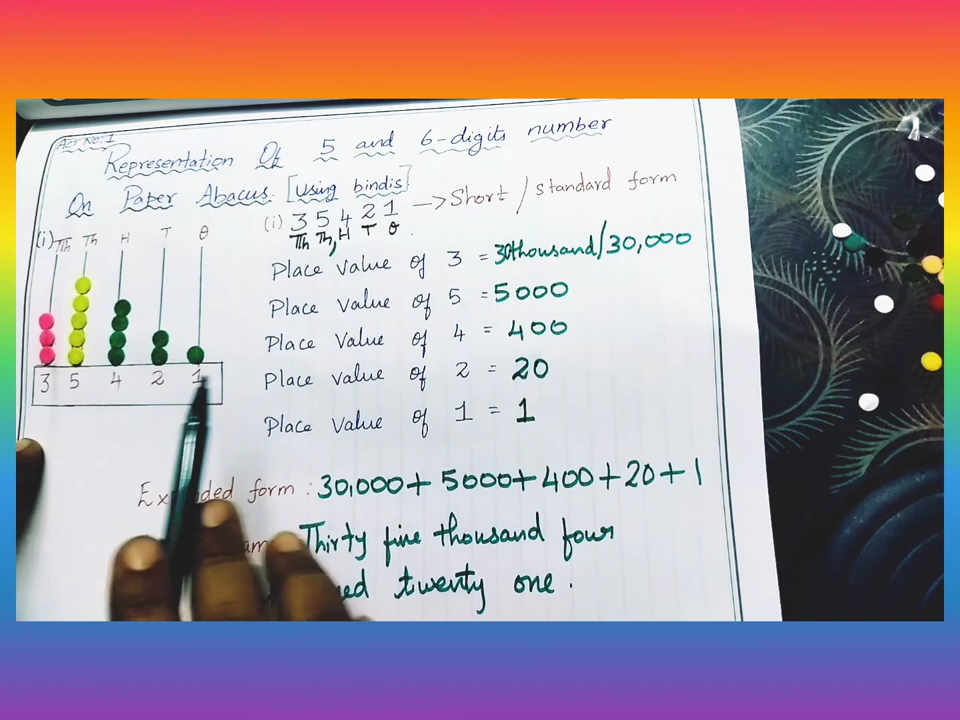 Act No: 1
Representation Of 5 and 6-digits number
On Paper Abacus. [Using bindis]
(i) 3 5 4 2 1 → Short / standard form
TTh Th, H T O
(i) TTh Th H T O
Place Value of 3 = 30thousand/30,000
Place Value of 5 = 5000
Place Value of 4 = 400
Place Value of 2 = 20
Place Value of 1 = 1
3 5 4 2 1
form : 30,000 + 5000 + 400 + 20 + 1
Thirty five thousand four
twenty one.